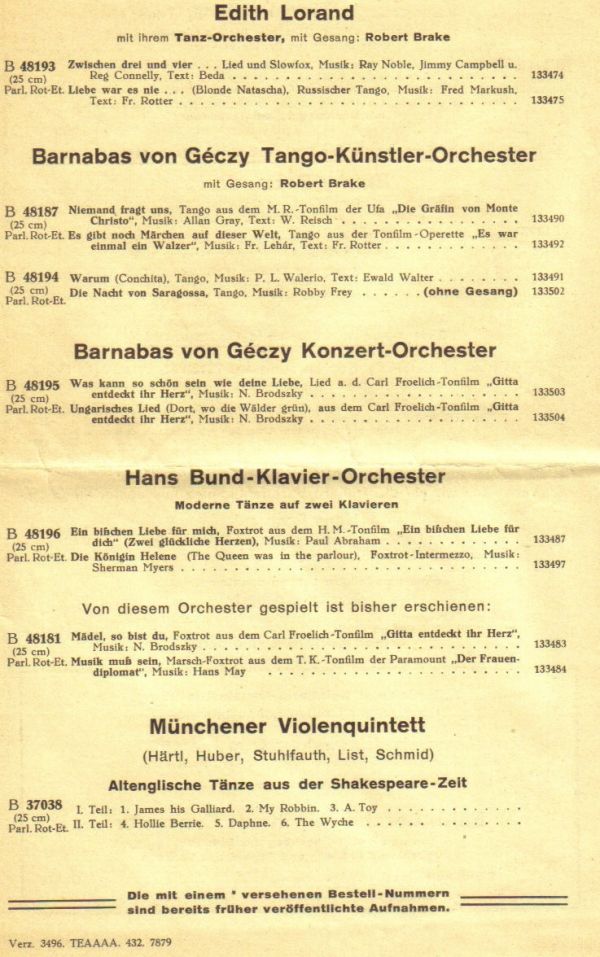 Edith Lorand
mit ihrem Tanz-Orchester, mit Gesang: Robert Brake
B 48193 Zwischen drei und vier . . . Lied und Slowfox, Musik: Ray Noble, Jimmy Campbell u.
(25 cm) Reg Connelly, Text: Beda . . . 133474
Parl. Rot-Et. Liebe war es nie . . . (Blonde Natascha), Russischer Tango, Musik: Fred Markush,
Text: Fr. Rotter . . . 133475
Barnabas von Géczy Tango-Künstler-Orchester
mit Gesang: Robert Brake
B 48187 Niemand fragt uns, Tango aus dem M. R.-Tonfilm der Ufa „Die Gräfin von Monte
(25 cm) Christo“, Musik: Allan Gray, Text: W. Reisch . . . 133490
Parl. Rot-Et. Es gibt noch Märchen auf dieser Welt, Tango aus der Tonfilm-Operette „Es war
einmal ein Walzer“, Musik: Fr. Lehár, Text: Fr. Rotter . . . 133492
B 48194 Warum (Conchita), Tango, Musik: P. L. Walerio, Text: Ewald Walter . . . 133491
(25 cm)
Parl. Rot-Et. Die Nacht von Saragossa, Tango, Musik: Robby Frey . . . (ohne Gesang) 133502
Barnabas von Géczy Konzert-Orchester
B 48195 Was kann so schön sein wie deine Liebe, Lied a. d. Carl Froelich-Tonfilm „Gitta
(25 cm) entdeckt ihr Herz“, Musik: N. Brodszky . . . 133503
Parl. Rot-Et. Ungarisches Lied (Dort, wo die Wälder grün), aus dem Carl Froelich-Tonfilm „Gitta
entdeckt ihr Herz“, Musik: N. Brodszky . . . 133504
Hans Bund-Klavier-Orchester
Moderne Tänze auf zwei Klavieren
B 48196 Ein bißchen Liebe für mich, Foxtrot aus dem H. M.-Tonfilm „Ein bißchen Liebe für
(25 cm) dich“ (Zwei glückliche Herzen), Musik: Paul Abraham . . . 133487
Parl. Rot-Et. Die Königin Helene (The Queen was in the parlour), Foxtrot-Intermezzo, Musik:
Sherman Myers . . . 133497
Von diesem Orchester gespielt ist bisher erschienen:
B 48181 Mädel, so bist du, Foxtrot aus dem Carl Froelich-Tonfilm „Gitta entdeckt ihr Herz“,
(25 cm) Musik: N. Brodszky . . . 133483
Parl. Rot-Et. Musik muß sein, Marsch-Foxtrot aus dem T. K.-Tonfilm der Paramount „Der Frauen-
diplomat“, Musik: Hans May . . . 133484
Münchener Violenquintett
(Härtl, Huber, Stuhlfauth, List, Schmid)
Altenglische Tänze aus der Shakespeare-Zeit
B 37038 I. Teil: 1. James his Galliard. 2. My Robbin. 3. A. Toy . . .
(25 cm)
Parl. Rot-Et. II. Teil: 4. Hollie Berrie. 5. Daphne. 6. The Wyche . . .
Die mit einem * versehenen Bestell-Nummern
sind bereits früher veröffentlichte Aufnahmen.
Verz. 3496. TEAAAA. 432. 7879